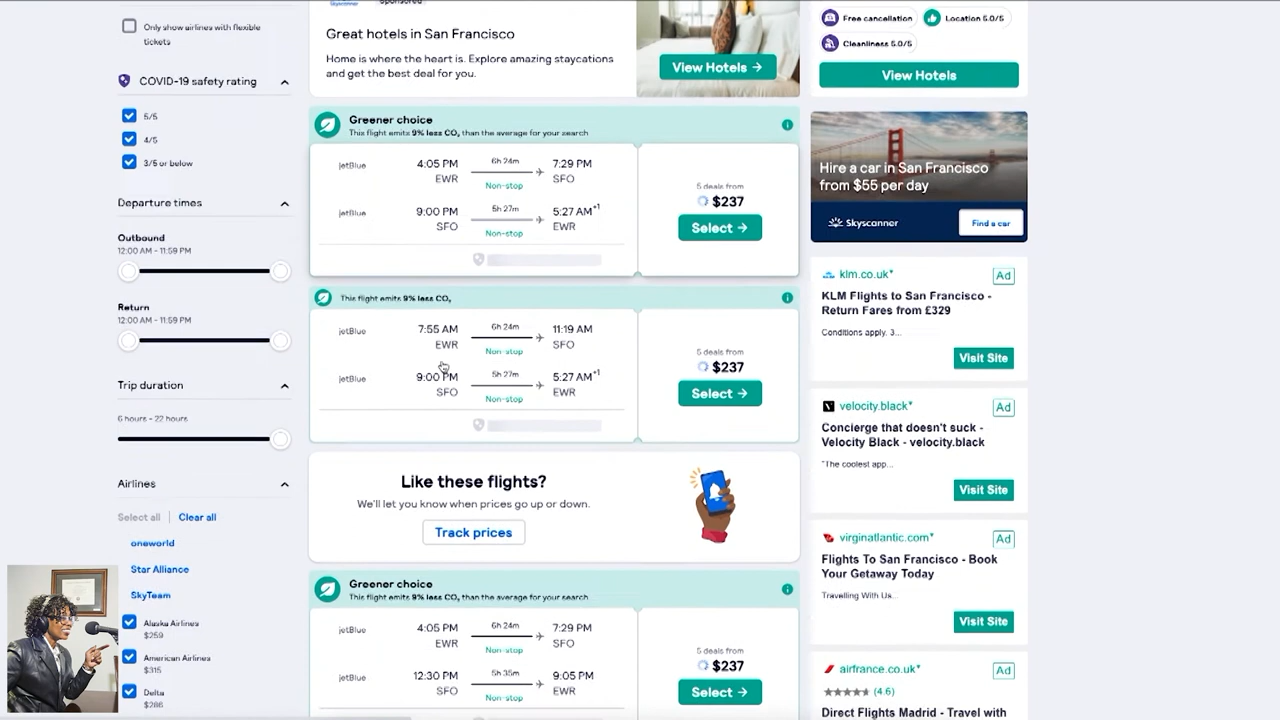 Only show airlines with flexible
tickets
COVID-19 safety rating
5/5
4/5
3/5 or below
Departure times
Outbound
12:00 AM - 11:59 PM
Return
12:00 AM - 11:59 PM
Trip duration
6 hours - 22 hours
Airlines
Select all | Clear all
oneworld
Star Alliance
SkyTeam
Alaska Airlines
$259
American Airlines
$315
Delta
$286
Skyscanner
Sponsored
Great hotels in San Francisco
Home is where the heart is. Explore amazing staycations
and get the best deal for you.
View Hotels →
Greener choice
This flight emits 9% less CO₂ than the average for your search
jetBlue
4:05 PM
EWR
6h 24m
Non-stop
7:29 PM
SFO
jetBlue
9:00 PM
SFO
5h 27m
Non-stop
5:27 AM+1
EWR
5 deals from
$237
Select →
This flight emits 9% less CO₂
jetBlue
7:55 AM
EWR
6h 24m
Non-stop
11:19 AM
SFO
jetBlue
9:00 PM
SFO
5h 27m
Non-stop
5:27 AM+1
EWR
5 deals from
$237
Select →
Like these flights?
We'll let you know when prices go up or down.
Track prices
Greener choice
This flight emits 9% less CO₂ than the average for your search
jetBlue
4:05 PM
EWR
6h 24m
Non-stop
7:29 PM
SFO
jetBlue
12:30 PM
SFO
5h 35m
Non-stop
9:05 PM
EWR
5 deals from
$237
Select →
Free cancellation
Location 5.0/5
Cleanliness 5.0/5
View Hotels
Hire a car in San Francisco
from $55 per day
Skyscanner
Find a car
klm.co.uk*
Ad
KLM Flights to San Francisco -
Return Fares from £329
Conditions apply. 3...
Visit Site
velocity.black*
Ad
Concierge that doesn't suck -
Velocity Black - velocity.black
"The coolest app...
Visit Site
virginatlantic.com*
Ad
Flights To San Francisco - Book
Your Getaway Today
Travelling With Us...
Visit Site
airfrance.co.uk*
Ad
(4.6)
Direct Flights Madrid - Travel with